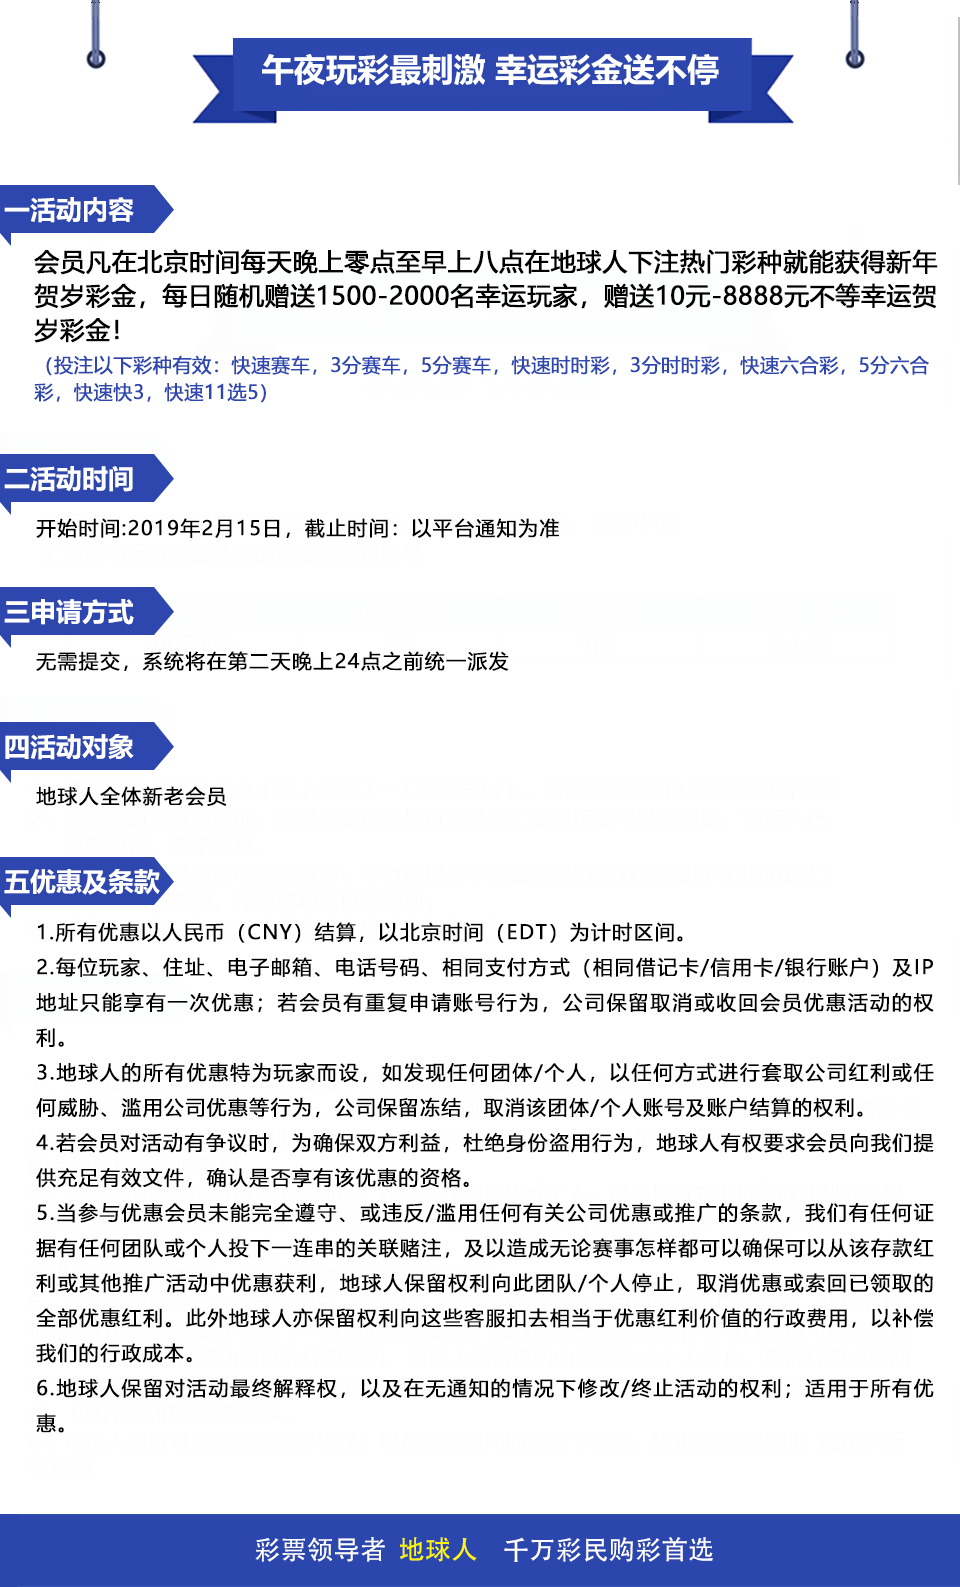 午夜玩彩最刺激 幸运彩金送不停
一活动内容
会员凡在北京时间每天晚上零点至早上八点在地球人下注热门彩种就能获得新年
贺岁彩金，每日随机赠送1500-2000名幸运玩家，赠送10元-8888元不等幸运贺
岁彩金！
（投注以下彩种有效：快速赛车，3分赛车，5分赛车，快速时时彩，3分时时彩，快速六合彩，5分六合
彩，快速快3，快速11选5）
二活动时间
开始时间:2019年2月15日，截止时间：以平台通知为准
三申请方式
无需提交，系统将在第二天晚上24点之前统一派发
四活动对象
地球人全体新老会员
五优惠及条款
1.所有优惠以人民币（CNY）结算，以北京时间（EDT）为计时区间。
2.每位玩家、住址、电子邮箱、电话号码、相同支付方式（相同借记卡/信用卡/银行账户）及IP
地址只能享有一次优惠；若会员有重复申请账号行为，公司保留取消或收回会员优惠活动的权
利。
3.地球人的所有优惠特为玩家而设，如发现任何团体/个人，以任何方式进行套取公司红利或任
何威胁、滥用公司优惠等行为，公司保留冻结，取消该团体/个人账号及账户结算的权利。
4.若会员对活动有争议时，为确保双方利益，杜绝身份盗用行为，地球人有权要求会员向我们提
供充足有效文件，确认是否享有该优惠的资格。
5.当参与优惠会员未能完全遵守、或违反/滥用任何有关公司优惠或推广的条款，我们有任何证
据有任何团队或个人投下一连串的关联赌注，及以造成无论赛事怎样都可以确保可以从该存款红
利或其他推广活动中优惠获利，地球人保留权利向此团队/个人停止，取消优惠或索回已领取的
全部优惠红利。此外地球人亦保留权利向这些客服扣去相当于优惠红利价值的行政费用，以补偿
我们的行政成本。
6.地球人保留对活动最终解释权，以及在无通知的情况下修改/终止活动的权利；适用于所有优
惠。
彩票领导者 地球人 千万彩民购彩首选